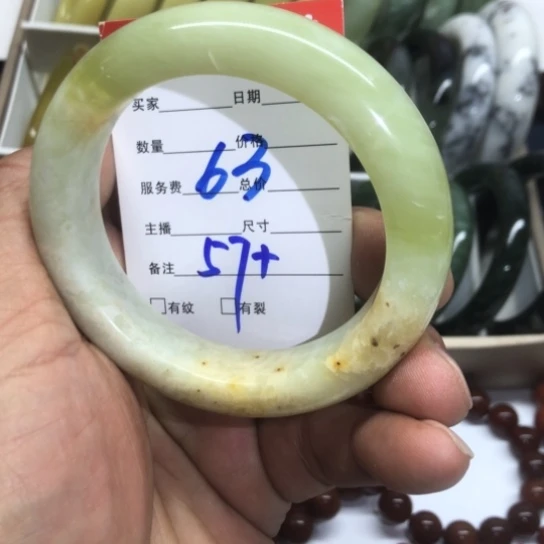 买家 日期
数量 价格
63
服务费 总价
主播 尺寸
备注 57+
有纹 有裂